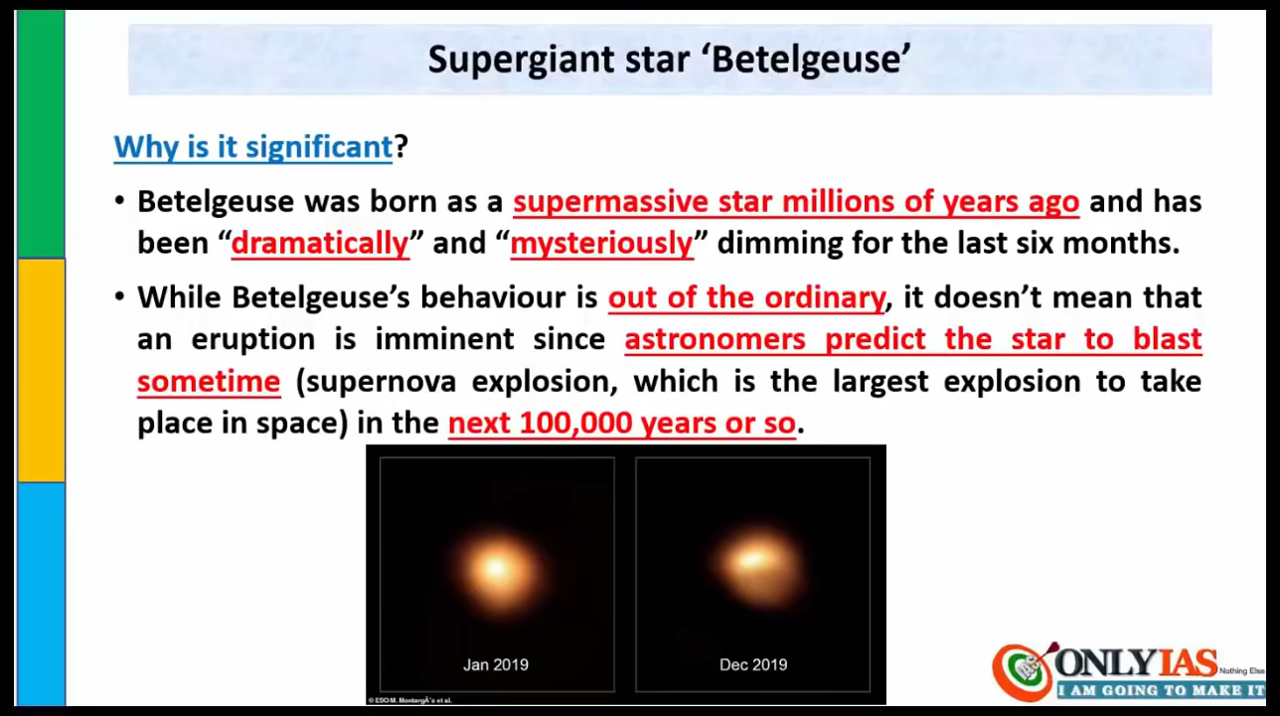 Supergiant star ‘Betelgeuse’
Why is it significant?
• Betelgeuse was born as a supermassive star millions of years ago and has
been “dramatically” and “mysteriously” dimming for the last six months.
• While Betelgeuse’s behaviour is out of the ordinary, it doesn’t mean that
an eruption is imminent since astronomers predict the star to blast
sometime (supernova explosion, which is the largest explosion to take
place in space) in the next 100,000 years or so.
Jan 2019
Dec 2019
© ESO/M. MontargÃ¨s et al.
ONLYIAS Nothing Else
I AM GOING TO MAKE IT